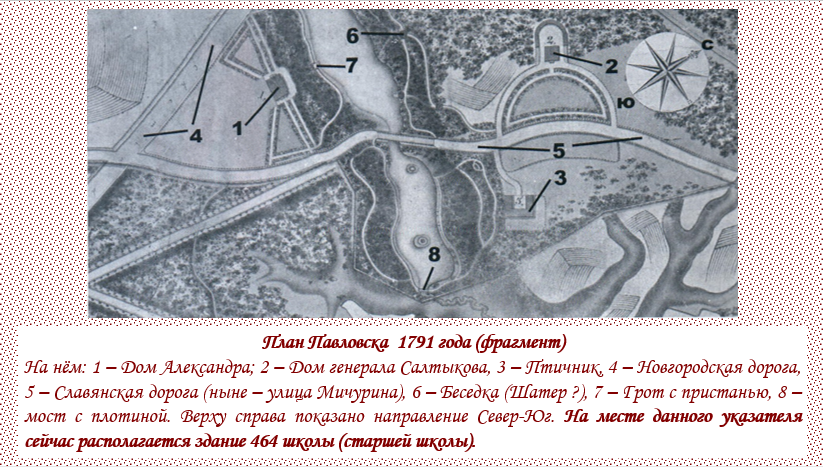 6
7
2
с
ю
4
1
5
3
8
План Павловска 1791 года (фрагмент)
На нём: 1 – Дом Александра; 2 – Дом генерала Салтыкова, 3 – Птичник, 4 – Новгородская дорога,
5 – Славянская дорога (ныне – улица Мичурина), 6 – Беседка (Шатер ?), 7 – Грот с пристанью, 8 –
мост с плотиной. Верху справа показано направление Север-Юг. На месте данного указателя
сейчас располагается здание 464 школы (старшей школы).